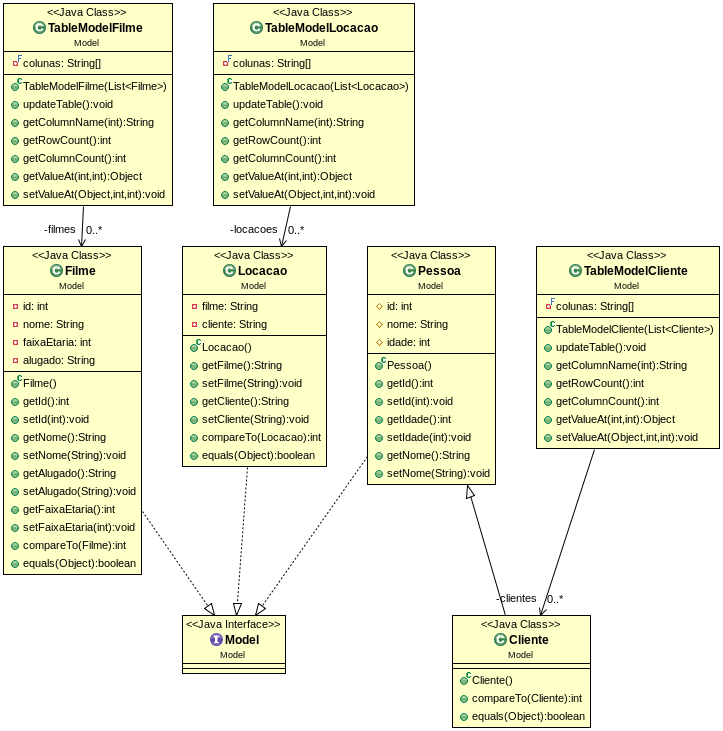 <<Java Class>>
TableModelFilme
Model
colunas: String[]
TableModelFilme(List<Filme>)
updateTable():void
getColumnName(int):String
getRowCount():int
getColumnCount():int
getValueAt(int,int):Object
setValueAt(Object,int,int):void
<<Java Class>>
TableModelLocacao
Model
colunas: String[]
TableModelLocacao(List<Locacao>)
updateTable():void
getColumnName(int):String
getRowCount():int
getColumnCount():int
getValueAt(int,int):Object
setValueAt(Object,int,int):void
-filmes 0..*
-locacoes 0..*
<<Java Class>>
Filme
Model
id: int
nome: String
faixaEtaria: int
alugado: String
Filme()
getId():int
setId(int):void
getNome():String
setNome(String):void
getAlugado():String
setAlugado(String):void
getFaixaEtaria():int
setFaixaEtaria(int):void
compareTo(Filme):int
equals(Object):boolean
<<Java Class>>
Locacao
Model
filme: String
cliente: String
Locacao()
getFilme():String
setFilme(String):void
getCliente():String
setCliente(String):void
compareTo(Locacao):int
equals(Object):boolean
<<Java Class>>
Pessoa
Model
id: int
nome: String
idade: int
Pessoa()
getId():int
setId(int):void
getIdade():int
setIdade(int):void
getNome():String
setNome(String):void
<<Java Class>>
TableModelCliente
Model
colunas: String[]
TableModelCliente(List<Cliente>)
updateTable():void
getColumnName(int):String
getRowCount():int
getColumnCount():int
getValueAt(int,int):Object
setValueAt(Object,int,int):void
-clientes 0..*
<<Java Interface>>
Model
Model
<<Java Class>>
Cliente
Model
Cliente()
compareTo(Cliente):int
equals(Object):boolean